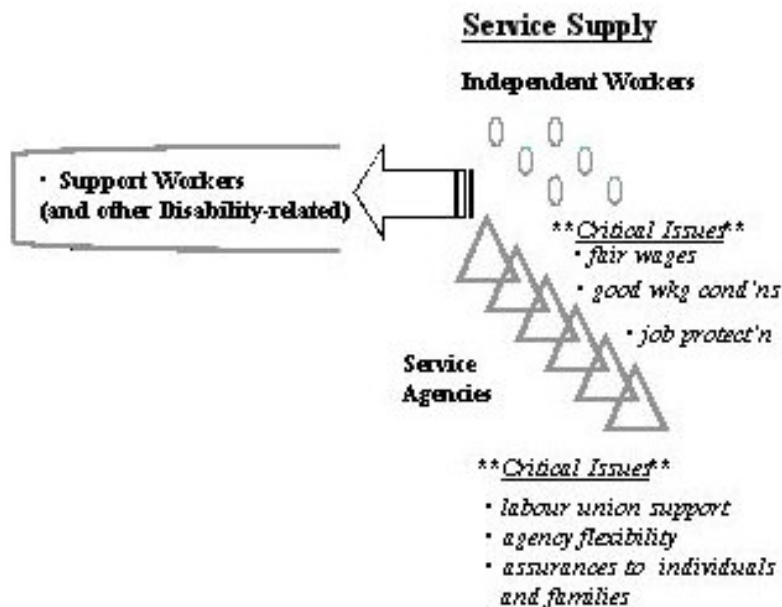 Service Supply
Independent Workers
• Support Workers
(and other Disability-related)
**Critical Issues**
• fair wages
• good wkg cond'ns
• job protect'n
Service
Agencies
**Critical Issues**
• labour union support
• agency flexibility
• assurances to individuals
and families